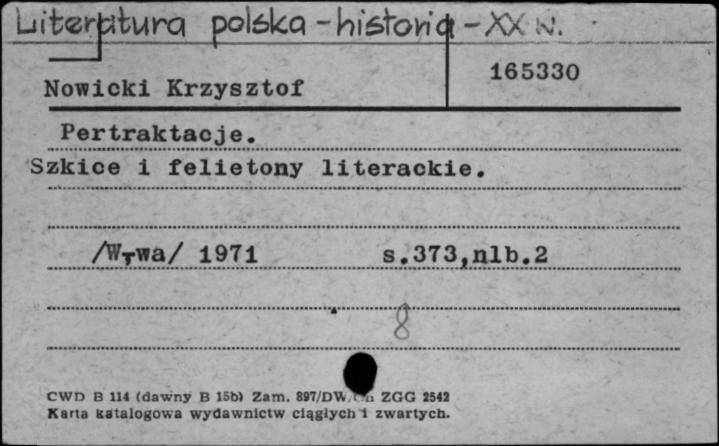 Literatura polska - historia - XX w.
165330
Nowicki Krzysztof
Pertraktacje.
Szkice i felietony literackie.
/W-wa/ 1971 s.373,nlb.2
8
CWD B 114 (dawny B 15b) Zam. 897/DW ZGG 2542
Karta katalogowa wydawnictw ciągłych i zwartych.